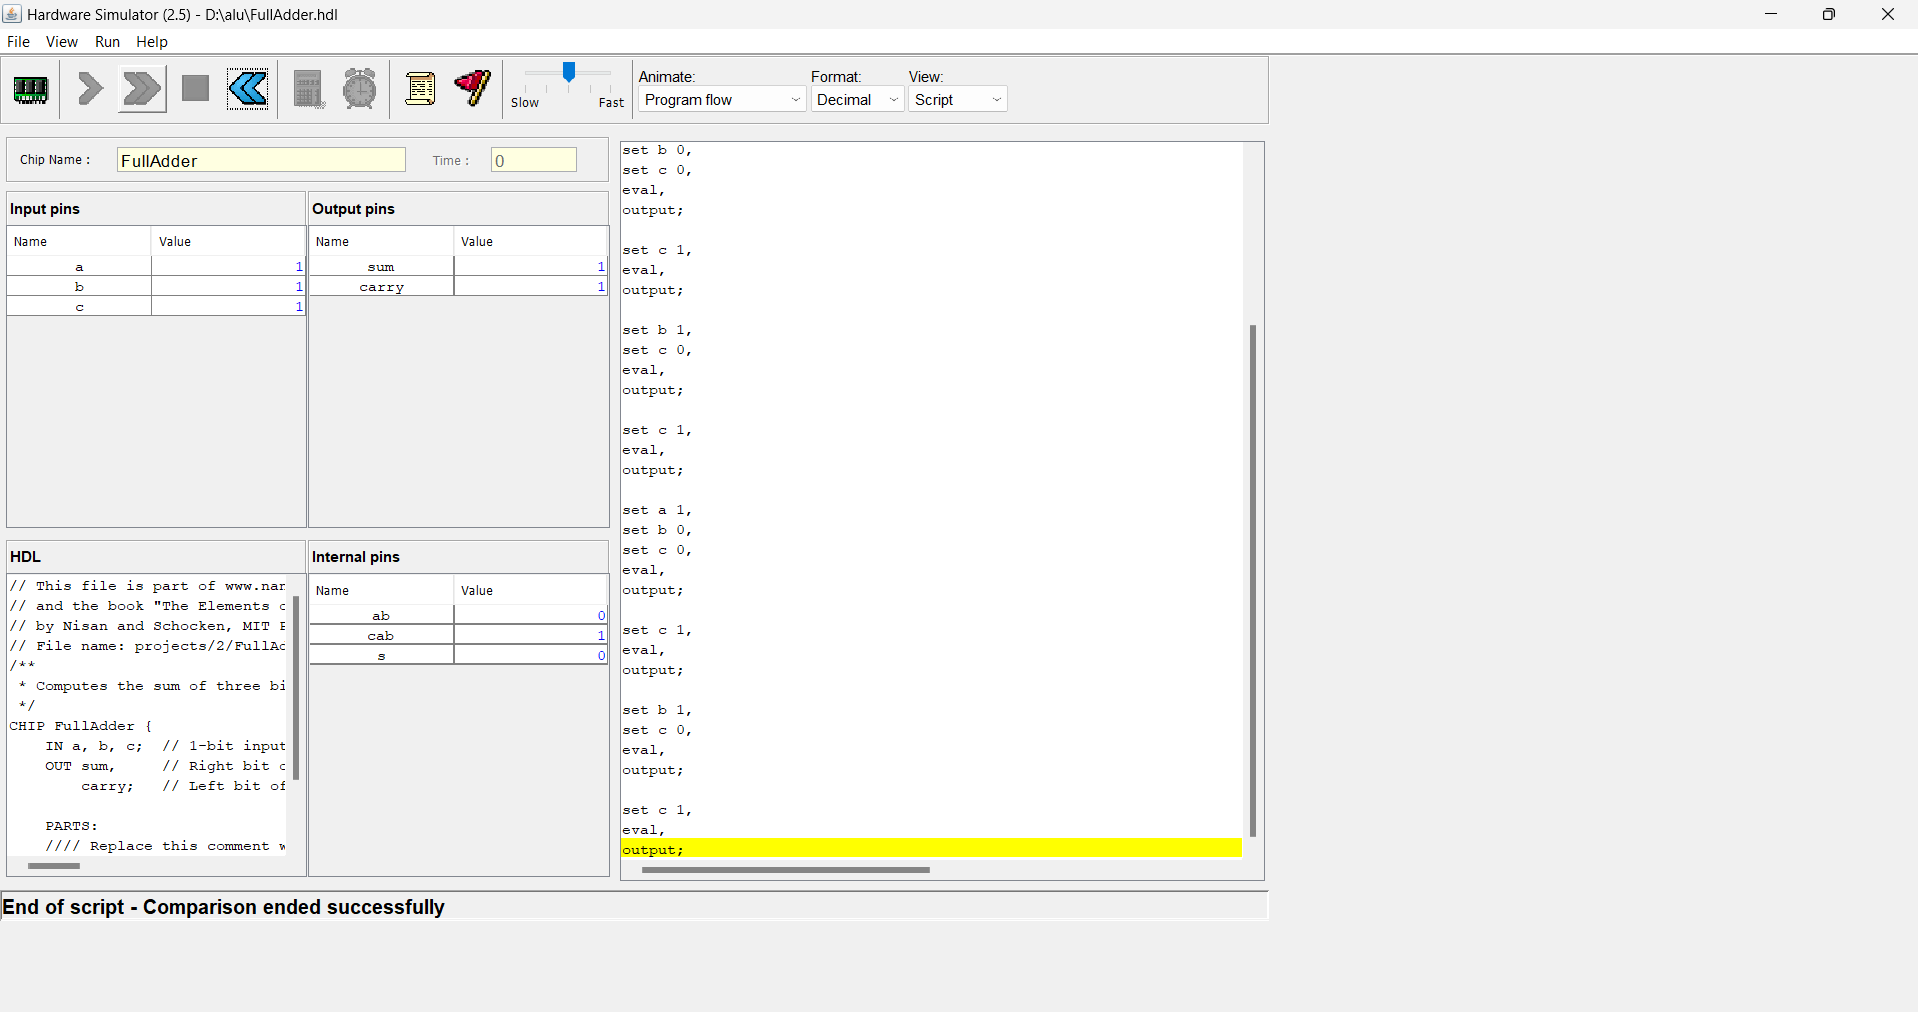 Hardware Simulator (2.5) - D:\alu\FullAdder.hdl
File View Run Help
Slow Fast
Animate:
Program flow
Format:
Decimal
View:
Script
Chip Name :
FullAdder
Time :
0
Input pins
Name Value
a 1
b 1
c 1
Output pins
Name Value
sum 1
carry 1
HDL
// This file is part of www.nan
// and the book "The Elements
// by Nisan and Schocken, MIT
// File name: projects/2/FullAd
/**
* Computes the sum of three bi
*/
CHIP FullAdder {
IN a, b, c; // 1-bit input
OUT sum, // Right bit
carry; // Left bit of
PARTS:
//// Replace this comment
Internal pins
Name Value
ab 0
cab 1
s 0
set b 0,
set c 0,
eval,
output;
set c 1,
eval,
output;
set b 1,
set c 0,
eval,
output;
set c 1,
eval,
output;
set a 1,
set b 0,
set c 0,
eval,
output;
set c 1,
eval,
output;
set b 1,
set c 0,
eval,
output;
set c 1,
eval,
output;
End of script - Comparison ended successfully